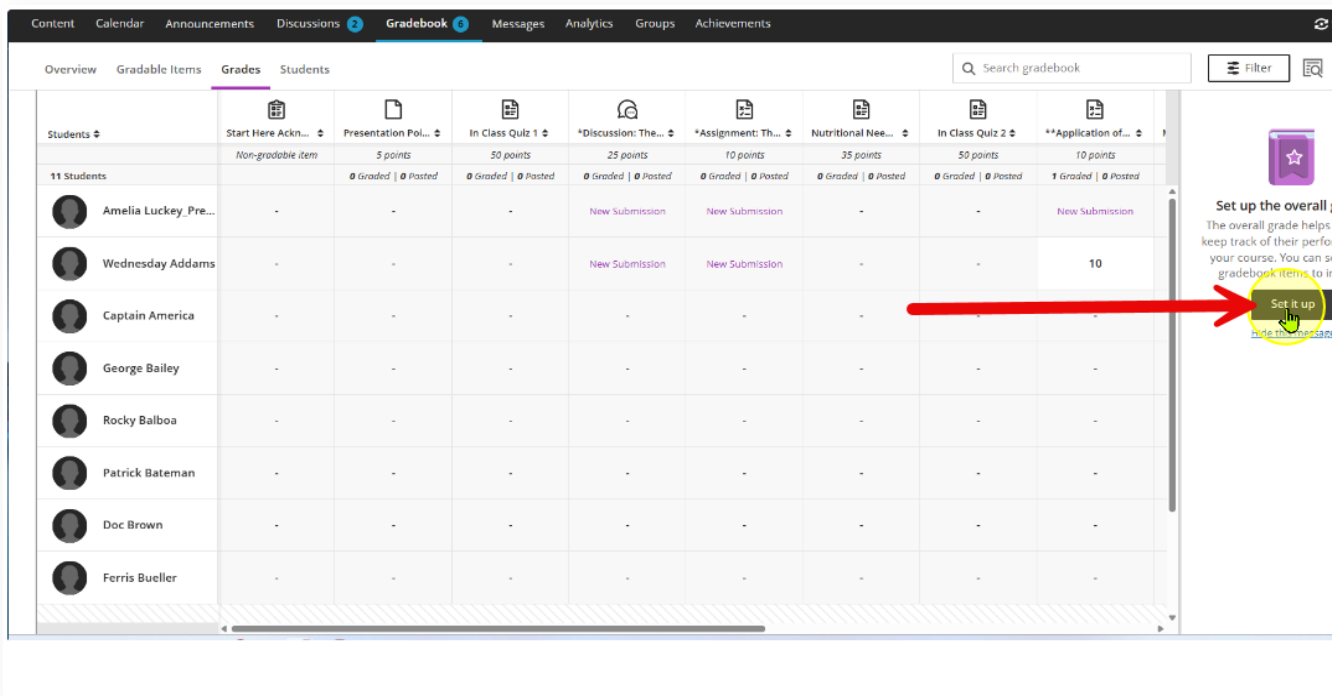 Content Calendar Announcements Discussions 2 Gradebook 6 Messages Analytics Groups Achievements
Overview Gradable Items Grades Students Search gradebook Filter
Students Start Here Ackn... Presentation Poi... In Class Quiz 1 *Discussion: The... *Assignment: Th... Nutritional Nee... In Class Quiz 2 **Application of...
Non-gradable item 5 points 50 points 25 points 10 points 35 points 50 points 10 points
11 Students 0 Graded | 0 Posted 0 Graded | 0 Posted 0 Graded | 0 Posted 0 Graded | 0 Posted 0 Graded | 0 Posted 0 Graded | 0 Posted 1 Graded | 0 Posted
Amelia Luckey_Pre... - - - New Submission New Submission - - New Submission
Wednesday Addams - - - New Submission New Submission - - 10
Captain America - - - - - - - -
George Bailey - - - - - - - -
Rocky Balboa - - - - - - - -
Patrick Bateman - - - - - - - -
Doc Brown - - - - - - - -
Ferris Bueller - - - - - - - -
Set up the overall g
The overall grade helps
keep track of their perfor
your course. You can s
gradebook items to i
Set it up
Hide this message